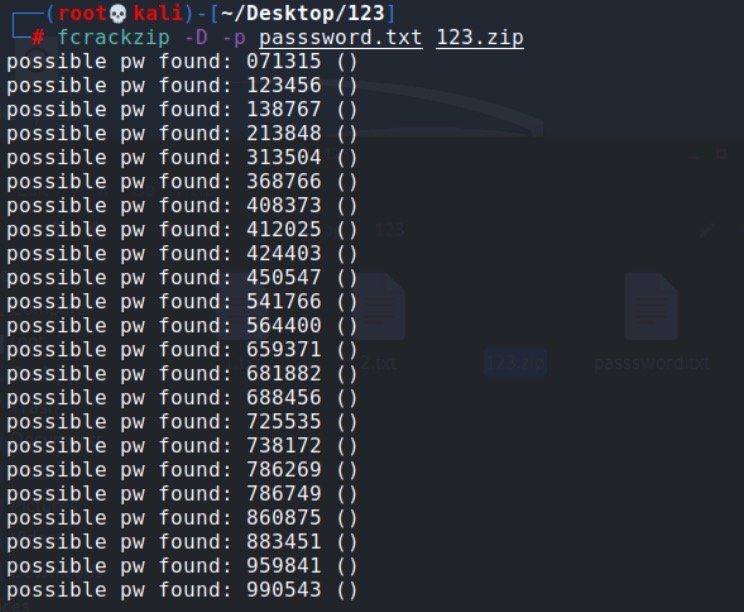 ┌──(root💀kali)-[~/Desktop/123]
└─# fcrackzip -D -p passsword.txt 123.zip
possible pw found: 071315 ()
possible pw found: 123456 ()
possible pw found: 138767 ()
possible pw found: 213848 ()
possible pw found: 313504 ()
possible pw found: 368766 ()
possible pw found: 408373 ()
possible pw found: 412025 ()
possible pw found: 424403 ()
possible pw found: 450547 ()
possible pw found: 541766 ()
possible pw found: 564400 ()
possible pw found: 659371 ()
possible pw found: 681882 ()
possible pw found: 688456 ()
possible pw found: 725535 ()
possible pw found: 738172 ()
possible pw found: 786269 ()
possible pw found: 786749 ()
possible pw found: 860875 ()
possible pw found: 883451 ()
possible pw found: 959841 ()
possible pw found: 990543 ()
123
2.txt
123.zip
passsword.txt